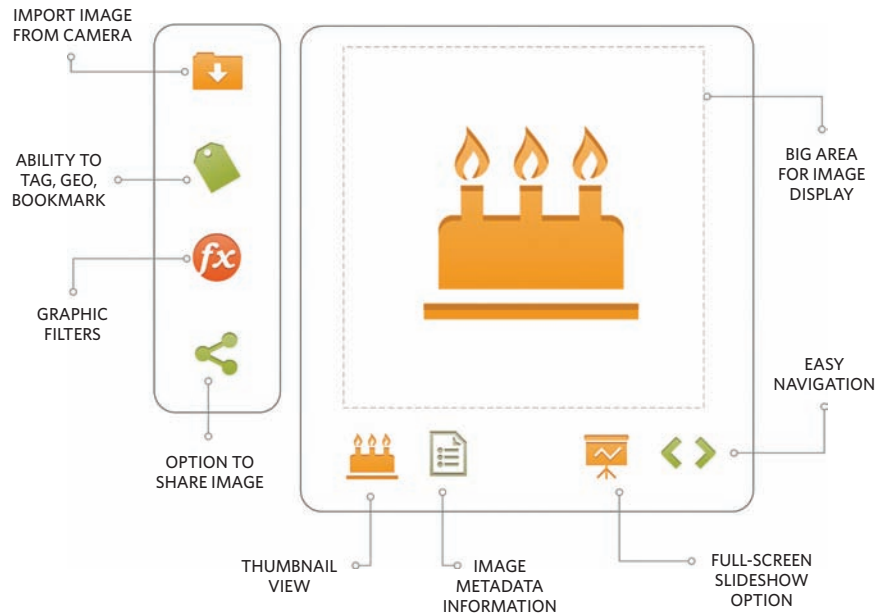 IMPORT IMAGE
FROM CAMERA
ABILITY TO
TAG, GEO,
BOOKMARK
fx
GRAPHIC
FILTERS
OPTION TO
SHARE IMAGE
BIG AREA
FOR IMAGE
DISPLAY
EASY
NAVIGATION
THUMBNAIL
VIEW
IMAGE
METADATA
INFORMATION
FULL-SCREEN
SLIDESHOW
OPTION